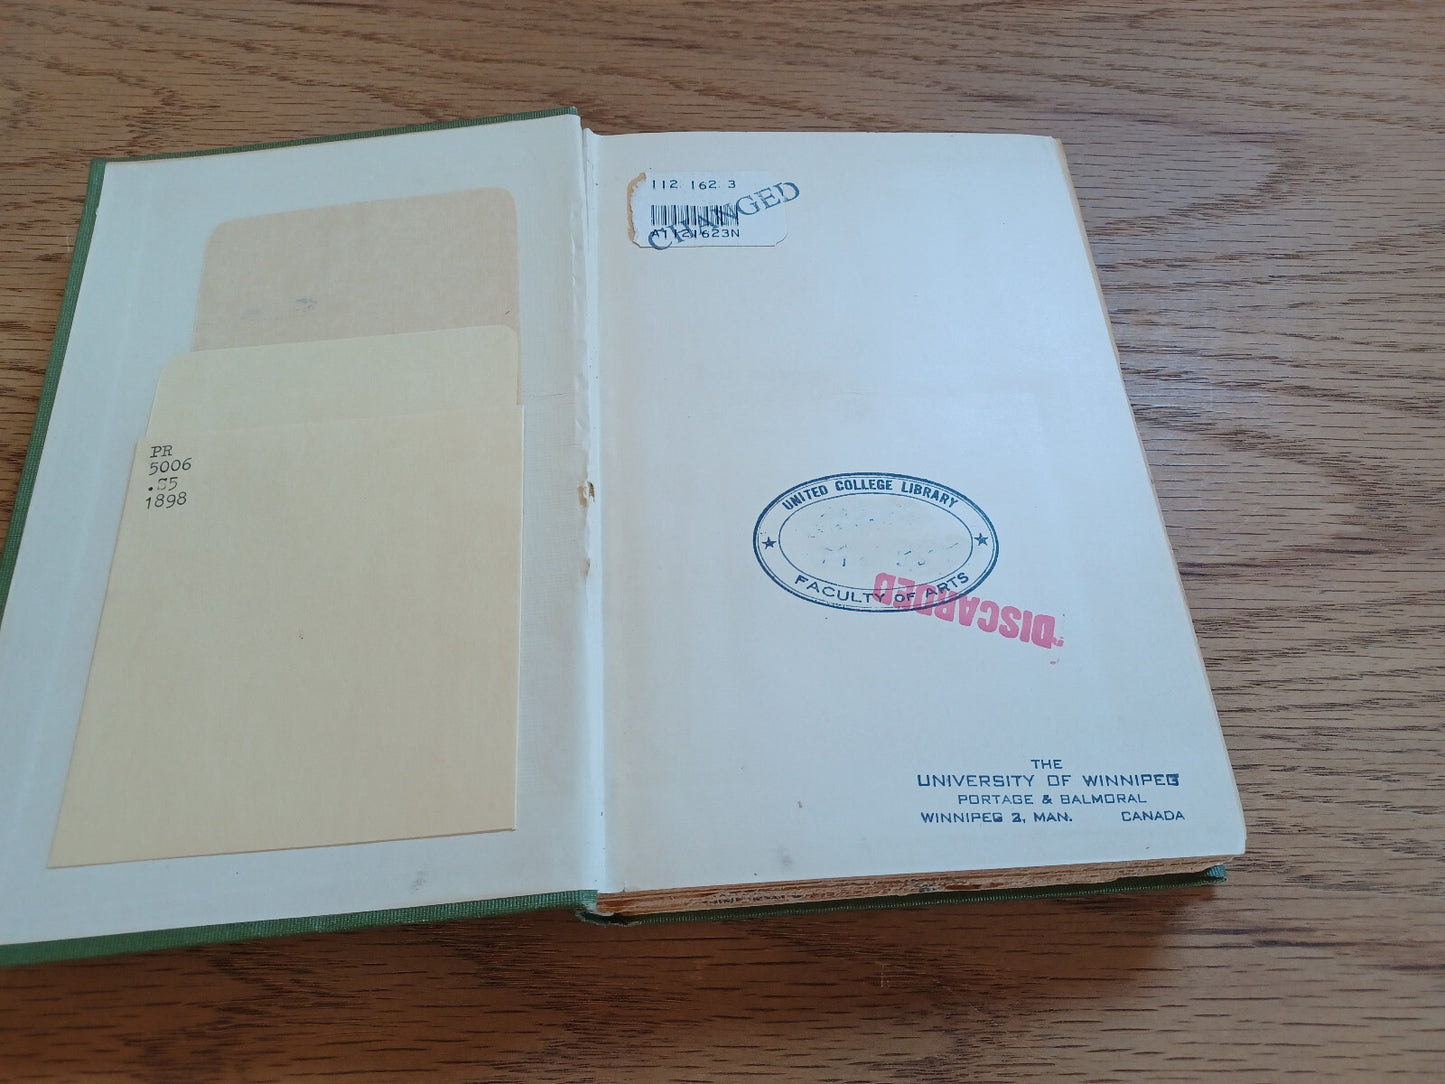 PR
5006
.S5
1898
112 162 3
A1121623N
CHANGED
UNITED COLLEGE LIBRARY
FACULTY OF ARTS
DISCARDED
THE
UNIVERSITY OF WINNIPEG
PORTAGE & BALMORAL
WINNIPEG 2, MAN. CANADA